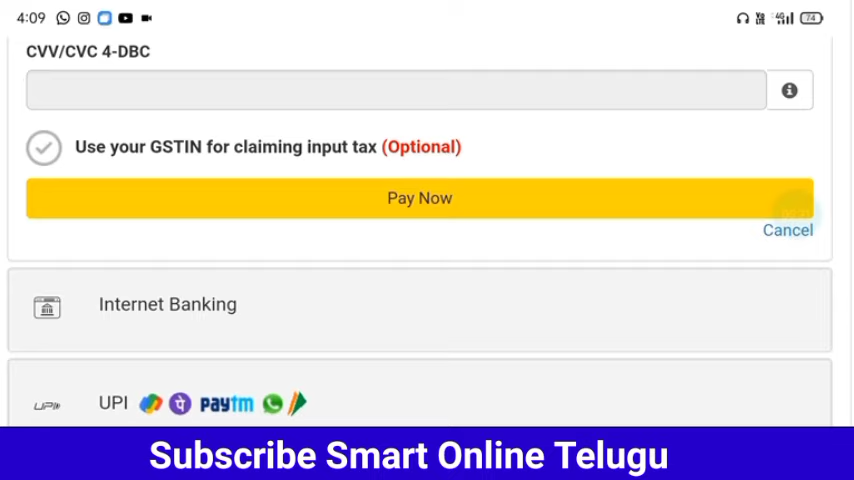 4:09
74
CVV/CVC 4-DBC
Use your GSTIN for claiming input tax (Optional)
Pay Now
Cancel
Internet Banking
UPI paytm
Subscribe Smart Online Telugu